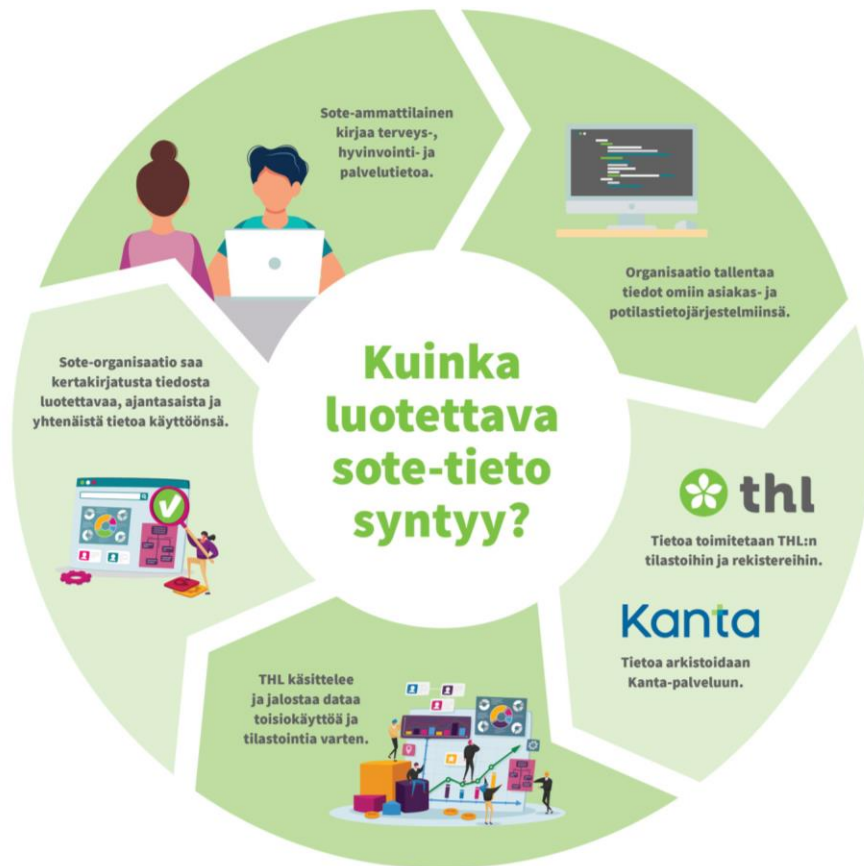 Kuinka
luotettava
sote-tieto
syntyy?
Sote-ammattilainen
kirjaa terveys-,
hyvinvointi- ja
palvelutietoa.
Organisaatio tallentaa
tiedot omiin asiakas- ja
potilastietojärjestelmiinsä.
thl
Tietoa toimitetaan THL:n
tilastoihin ja rekistereihin.
Kanta
Tietoa arkistoidaan
Kanta-palveluun.
THL käsittelee
ja jalostaa dataa
toisiokäyttöä ja
tilastointia varten.
Sote-organisaatio saa
kertakirjatusta tiedosta
luotettavaa, ajantasaista ja
yhtenäistä tietoa käyttöönsä.